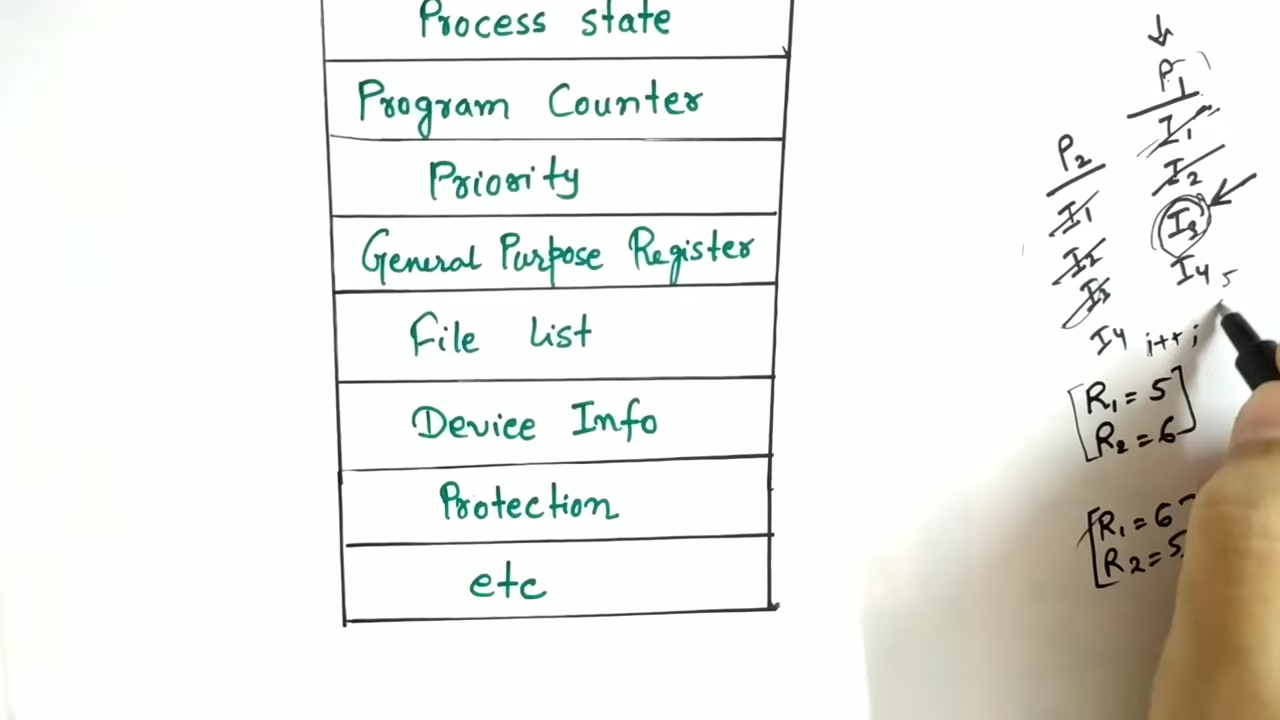 Process state
Program Counter
Priority
General Purpose Register
File List
Device Info
Protection
etc
P1
I1
I2
I3
I4 5
P2
I1
I2
I3
I4 i++;
R1 = 5
R2 = 6
R1 = 6
R2 = 5